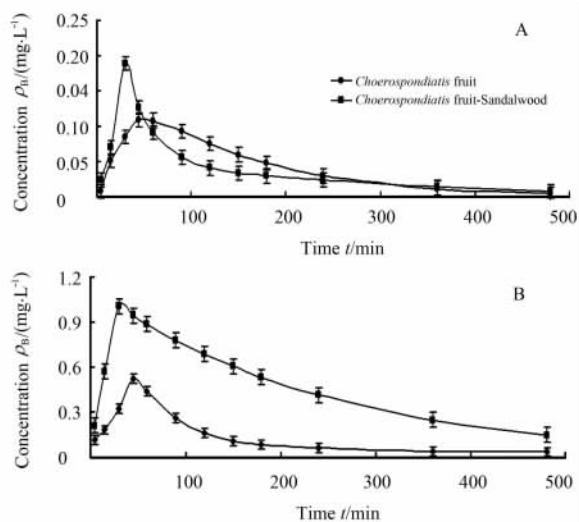 0.25
A
0.20
Choerospondiatis fruit
0.04
Choerospondiatis fruit-Sandalwood
0.10
0.05
0
100
200
300
400
500
Concentration ρB/(mg·L⁻¹)
Time t/min
1.2
B
0.9
0.6
0.3
0
100
200
300
400
500
Concentration ρB/(mg·L⁻¹)
Time t/min